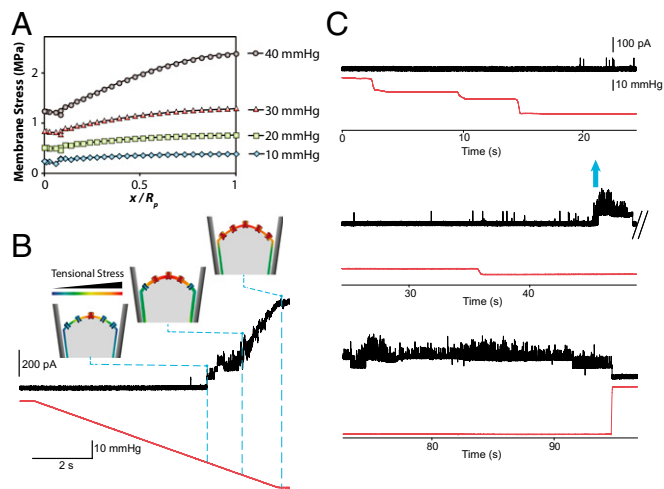 A
Membrane Stress (MPa)
2
1
0
0
0.5
1
x / Rp
40 mmHg
30 mmHg
20 mmHg
10 mmHg
B
Tensional Stress
200 pA
10 mmHg
2 s
C
100 pA
10 mmHg
0
10
20
Time (s)
30
40
Time (s)
80
90
Time (s)